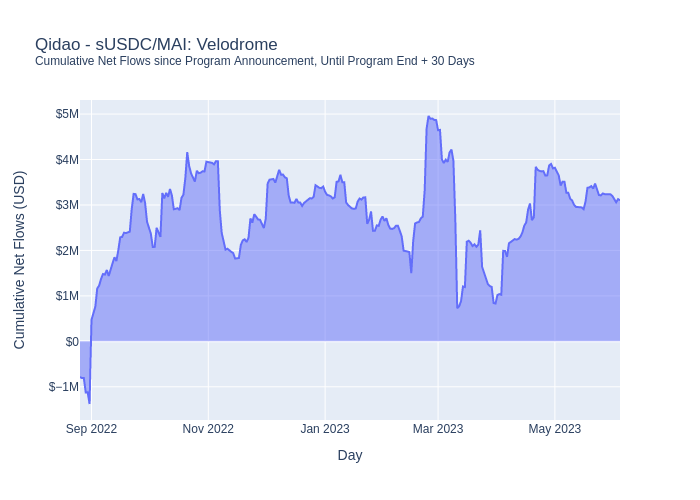 Qidao - sUSDC/MAI: Velodrome
Cumulative Net Flows since Program Announcement, Until Program End + 30 Days
Cumulative Net Flows (USD)
$5M
$4M
$3M
$2M
$1M
$0
$−1M
Sep 2022
Nov 2022
Jan 2023
Mar 2023
May 2023
Day